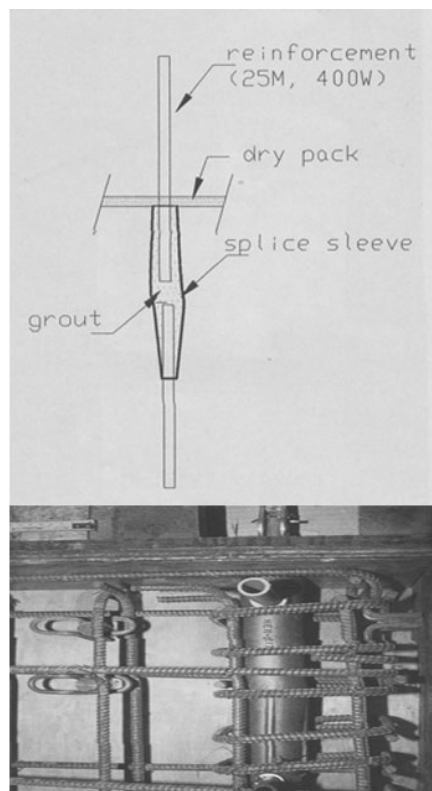 reinforcement
(25M, 400W)
dry pack
splice sleeve
grout